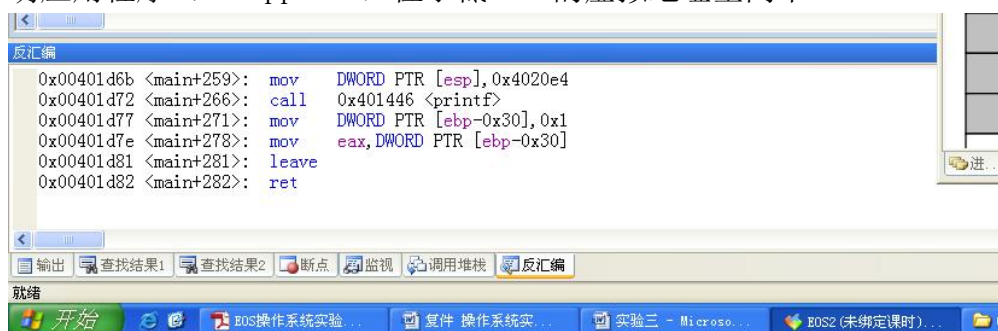 反汇编
0x00401d6b <main+259>: mov DWORD PTR [esp],0x4020e4
0x00401d72 <main+266>: call 0x401446 <printf>
0x00401d77 <main+271>: mov DWORD PTR [ebp-0x30],0x1
0x00401d7e <main+278>: mov eax,DWORD PTR [ebp-0x30]
0x00401d81 <main+281>: leave
0x00401d82 <main+282>: ret
进...
输出 查找结果1 查找结果2 断点 监视 调用堆栈 反汇编
就绪
开始 EOS操作系统实验... 复件 操作系统实... 实验三 - Microso... EOS2(未绑定课时)...